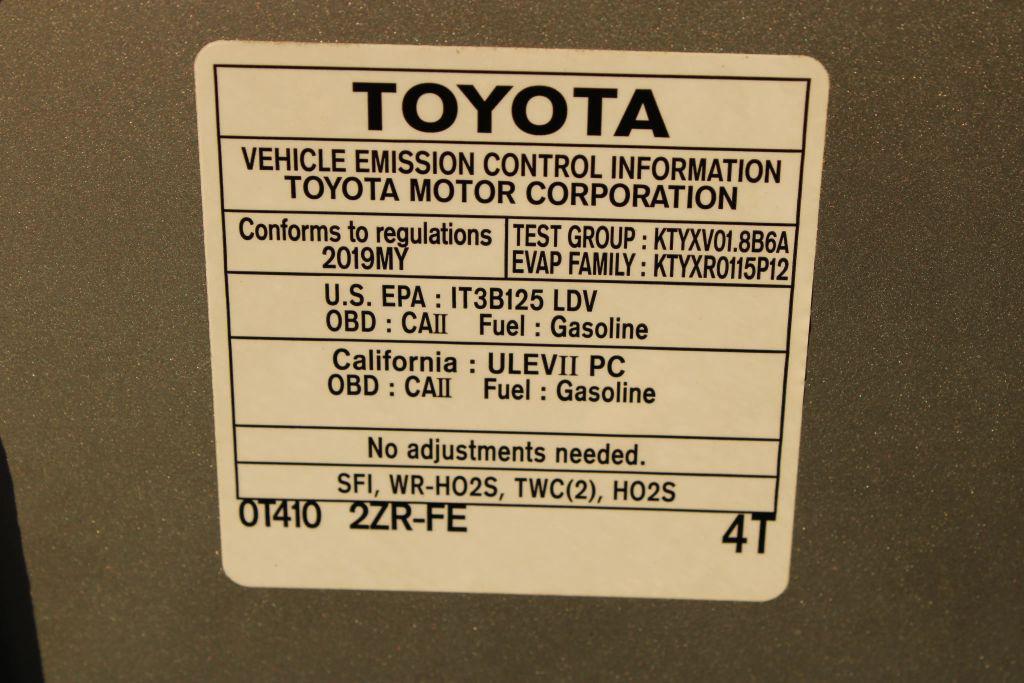 TOYOTA
VEHICLE EMISSION CONTROL INFORMATION
TOYOTA MOTOR CORPORATION
Conforms to regulations
2019MY
TEST GROUP : KTYXV01.8B6A
EVAP FAMILY : KTYXR0115P12
U.S. EPA : IT3B125 LDV
OBD : CAII Fuel : Gasoline
California : ULEVII PC
OBD : CAII Fuel : Gasoline
No adjustments needed.
SFI, WR-HO2S, TWC(2), HO2S
0T410 2ZR-FE
4T